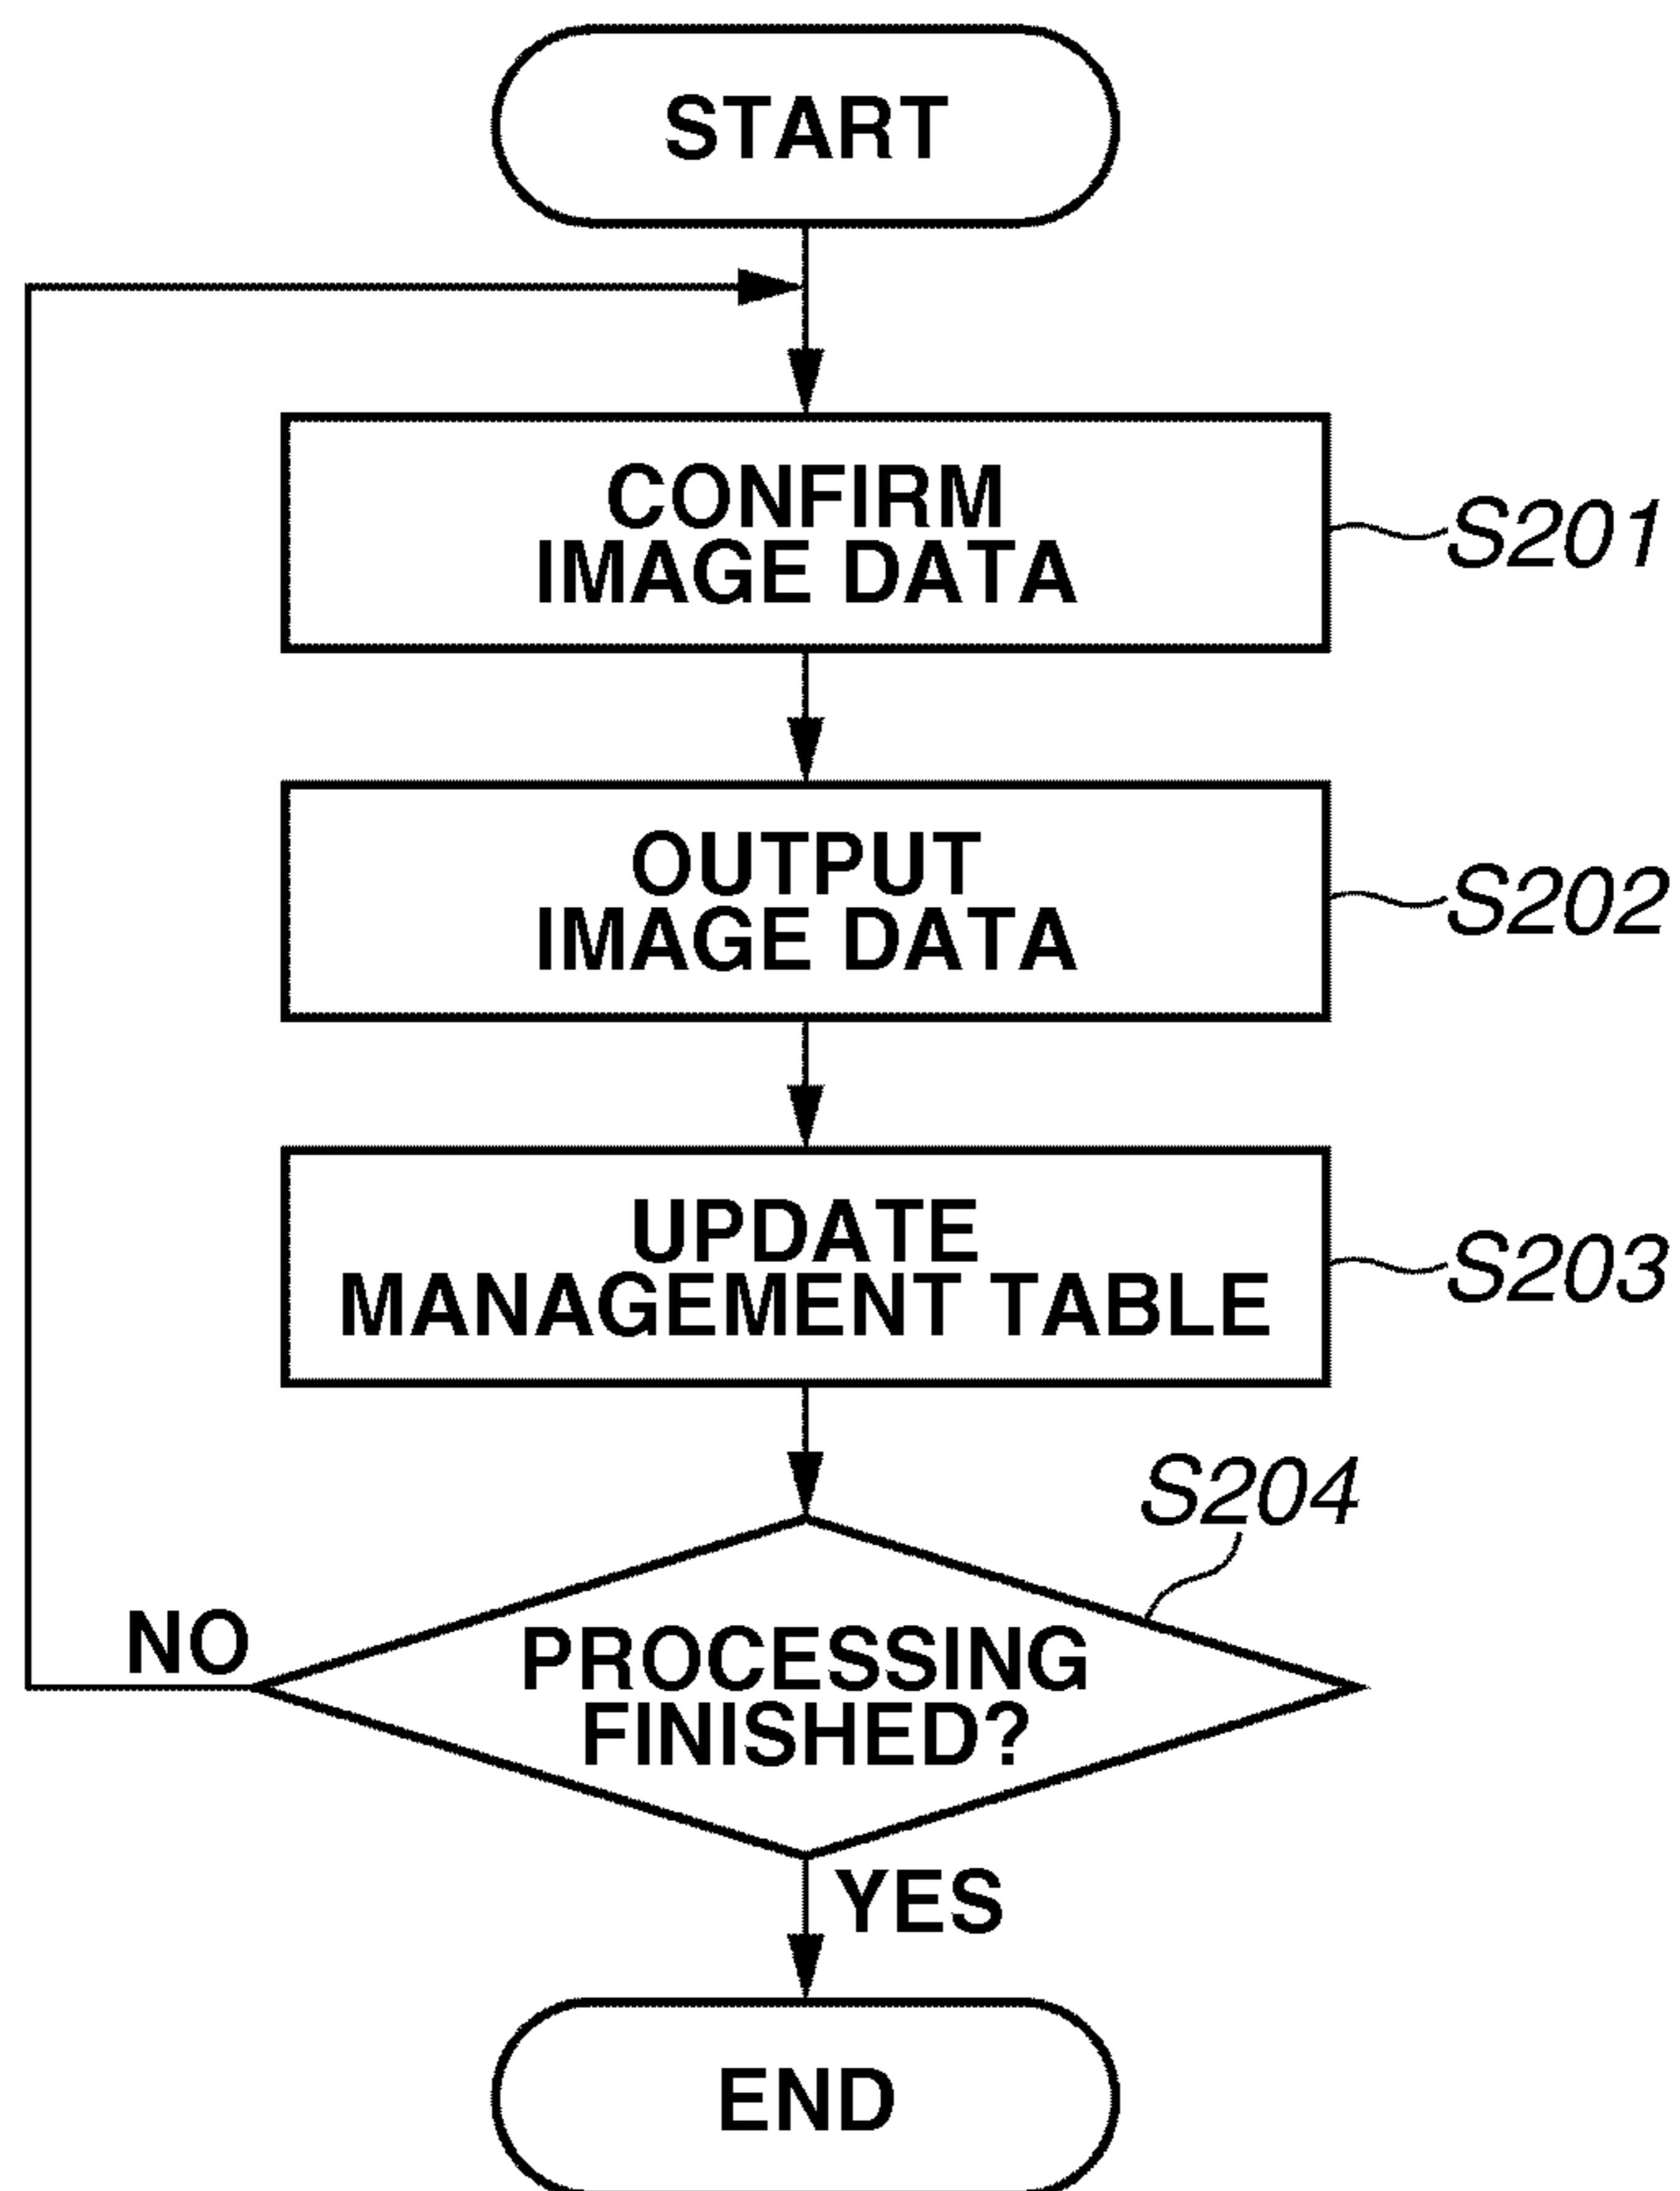 START
CONFIRM
IMAGE DATA
S201
OUTPUT
IMAGE DATA
S202
UPDATE
MANAGEMENT TABLE
S203
S204
NO
PROCESSING
FINISHED?
YES
END